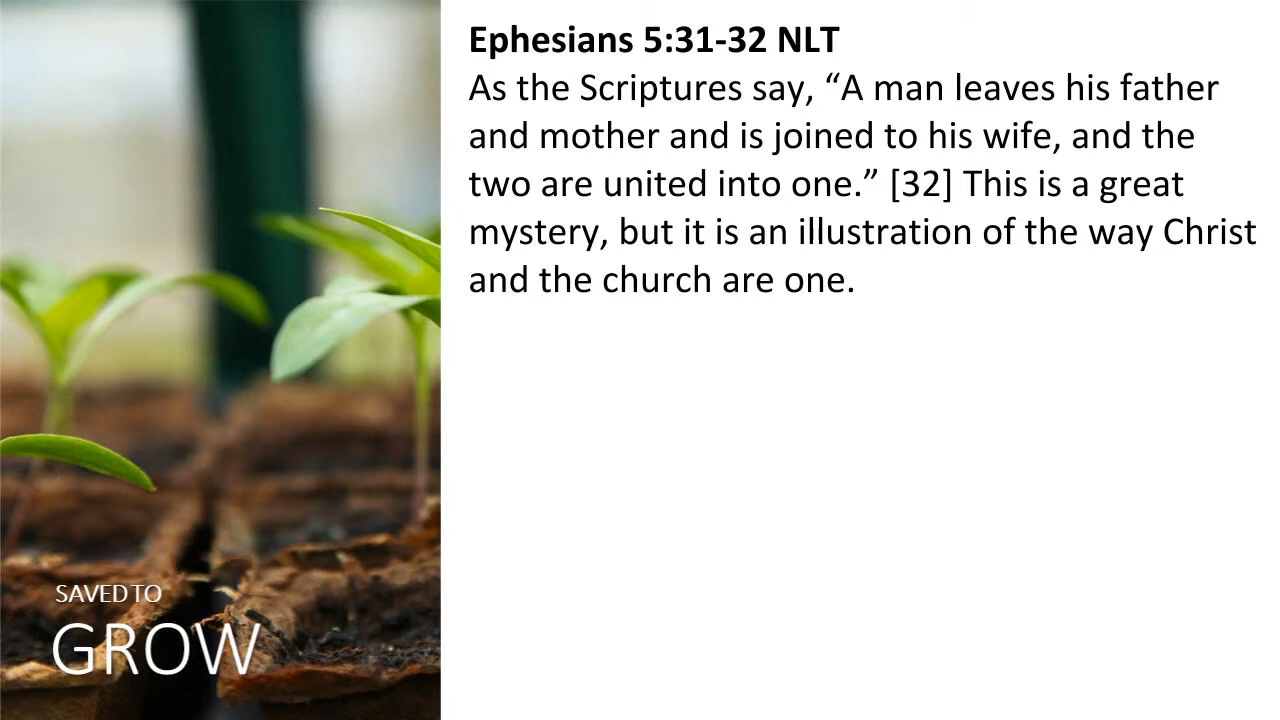 Ephesians 5:31-32 NLT
As the Scriptures say, “A man leaves his father
and mother and is joined to his wife, and the
two are united into one.” [32] This is a great
mystery, but it is an illustration of the way Christ
and the church are one.
SAVED TO
GROW